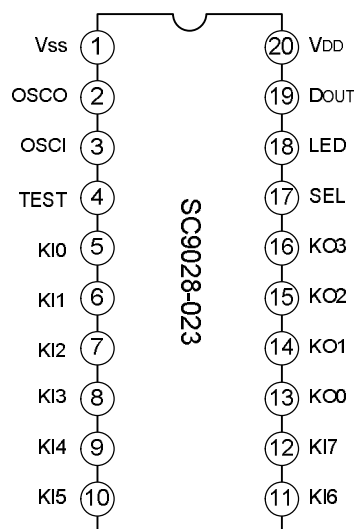 Vss 1 20 VDD
OSCO 2 19 DOUT
OSCI 3 18 LED
TEST 4 17 SEL
KI0 5 16 KO3
KI1 6 15 KO2
KI2 7 14 KO1
KI3 8 13 KO0
KI4 9 12 KI7
KI5 10 11 KI6
SC9028-023